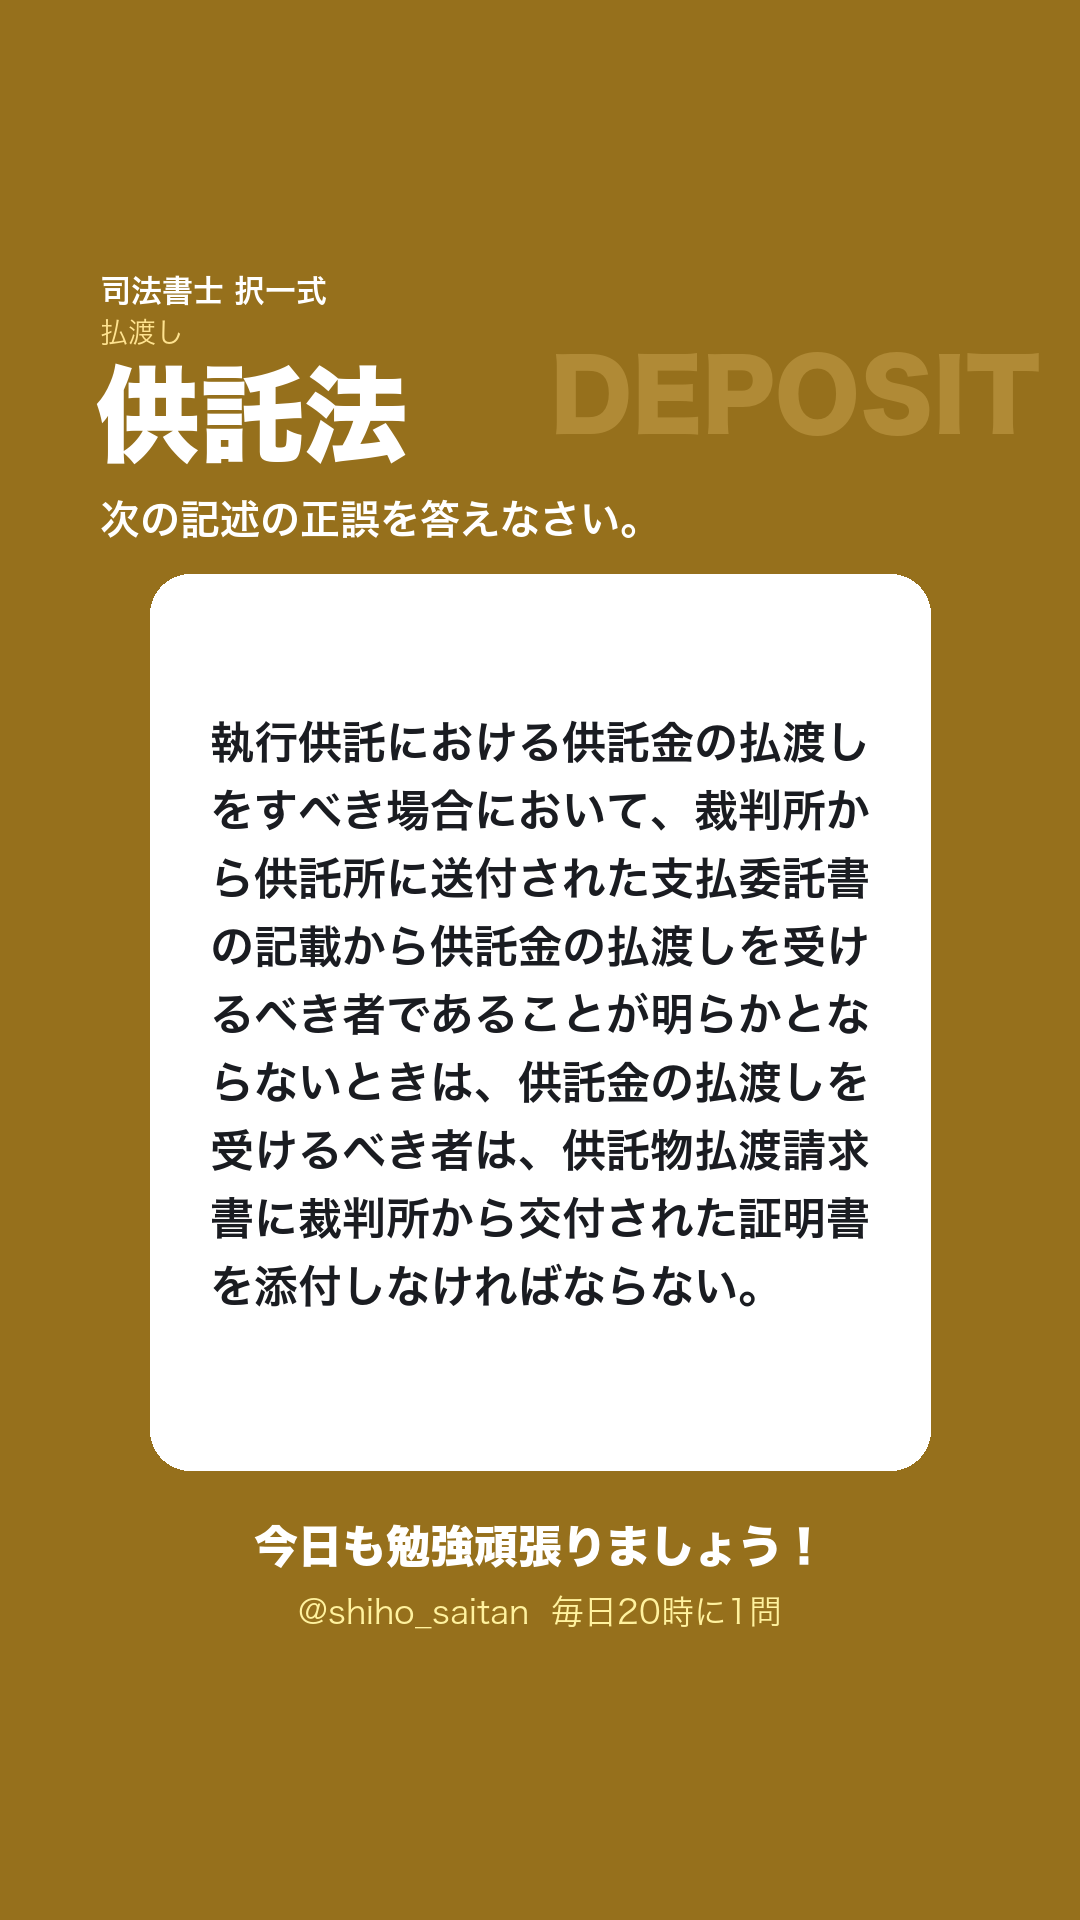 司法書士 択一式
払渡し
供託法
DEPOSIT
次の記述の正誤を答えなさい。
執行供託における供託金の払渡し
をすべき場合において、裁判所か
ら供託所に送付された支払委託書
の記載から供託金の払渡しを受け
るべき者であることが明らかとな
らないときは、供託金の払渡しを
受けるべき者は、供託物払渡請求
書に裁判所から交付された証明書
を添付しなければならない。
今日も勉強頑張りましょう！
@shiho_saitan 毎日20時に1問